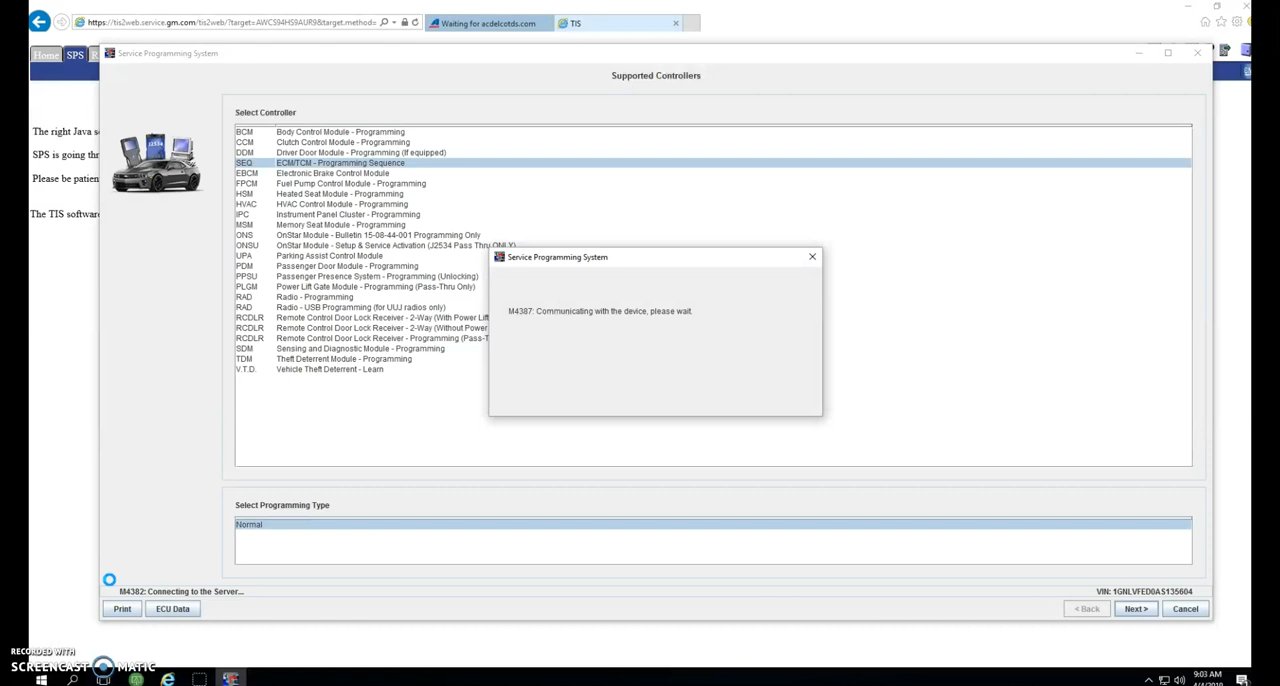 https://tis2web.service.gm.com/tis2web/?target=AWCS94HS9AUR9&target.method=
Waiting for acdelcotds.com
TIS
Home
SPS
Service Programming System
Supported Controllers
The right Java s
SPS is going thr
Please be patien
The TIS software
J2534
Select Controller
BCM Body Control Module - Programming
CCM Clutch Control Module - Programming
DDM Driver Door Module - Programming (If equipped)
SEQ ECM/TCM - Programming Sequence
EBCM Electronic Brake Control Module
FPCM Fuel Pump Control Module - Programming
HSM Heated Seat Module - Programming
HVAC HVAC Control Module - Programming
IPC Instrument Panel Cluster - Programming
MSM Memory Seat Module - Programming
ONS OnStar Module - Bulletin 15-08-44-001 Programming Only
ONSU OnStar Module - Setup & Service Activation (J2534 Pass Thru ONLY)
UPA Parking Assist Control Module
PDM Passenger Door Module - Programming
PPSU Passenger Presence System - Programming (Unlocking)
PLGM Power Lift Gate Module - Programming (Pass-Thru Only)
RAD Radio - Programming
RAD Radio - USB Programming (for UUJ radios only)
RCDLR Remote Control Door Lock Receiver - 2-Way (With Power Lift
RCDLR Remote Control Door Lock Receiver - 2-Way (Without Power
RCDLR Remote Control Door Lock Receiver - Programming (Pass-T
SDM Sensing and Diagnostic Module - Programming
TDM Theft Deterrent Module - Programming
V.T.D. Vehicle Theft Deterrent - Learn
Service Programming System
M4387: Communicating with the device, please wait.
Select Programming Type
Normal
M4382: Connecting to the Server...
VIN: 1GNLVFED0AS135604
Print
ECU Data
< Back
Next >
Cancel
RECORDED WITH
SCREENCAST MATIC
9:03 AM
4/4/2019